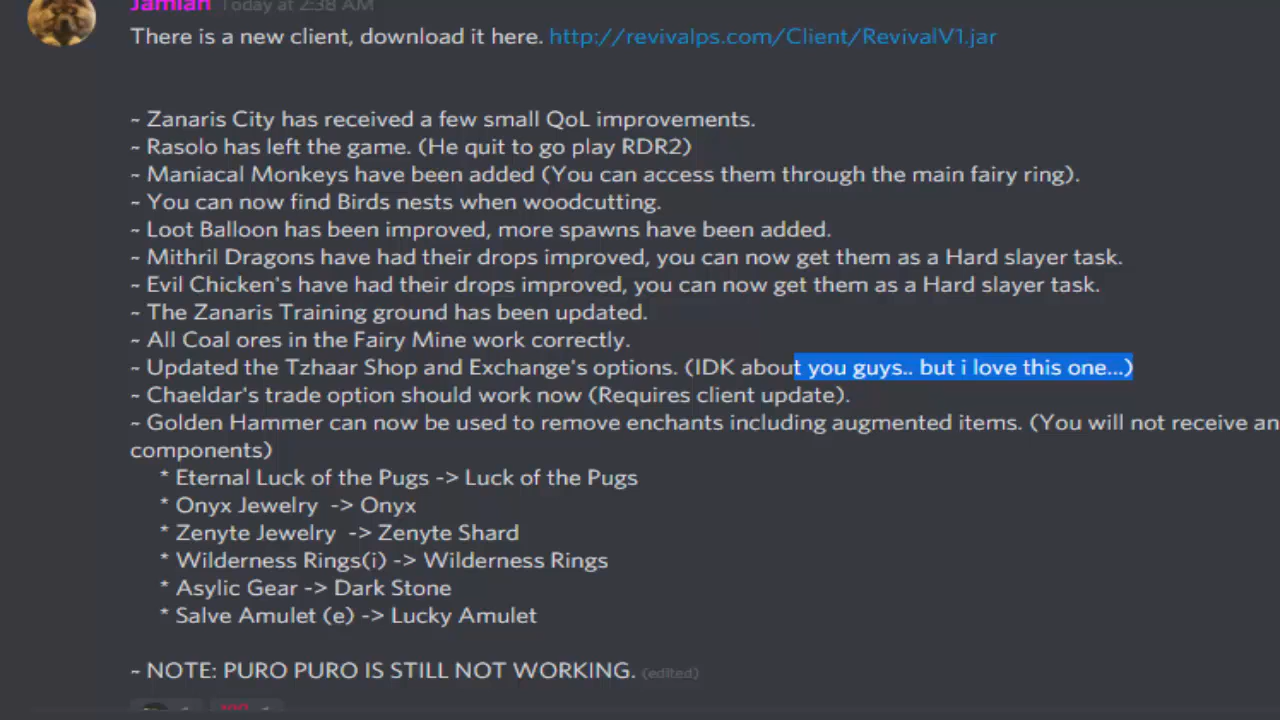 Jamian Today at 2:38 AM
There is a new client, download it here. http://revivalps.com/Client/RevivalV1.jar
~ Zanaris City has received a few small QoL improvements.
~ Rasolo has left the game. (He quit to go play RDR2)
~ Maniacal Monkeys have been added (You can access them through the main fairy ring).
~ You can now find Birds nests when woodcutting.
~ Loot Balloon has been improved, more spawns have been added.
~ Mithril Dragons have had their drops improved, you can now get them as a Hard slayer task.
~ Evil Chicken's have had their drops improved, you can now get them as a Hard slayer task.
~ The Zanaris Training ground has been updated.
~ All Coal ores in the Fairy Mine work correctly.
~ Updated the Tzhaar Shop and Exchange's options. (IDK about you guys.. but i love this one...)
~ Chaeldar's trade option should work now (Requires client update).
~ Golden Hammer can now be used to remove enchants including augmented items. (You will not receive an
components)
* Eternal Luck of the Pugs -> Luck of the Pugs
* Onyx Jewelry -> Onyx
* Zenyte Jewelry -> Zenyte Shard
* Wilderness Rings(i) -> Wilderness Rings
* Asylic Gear -> Dark Stone
* Salve Amulet (e) -> Lucky Amulet
~ NOTE: PURO PURO IS STILL NOT WORKING. (edited)